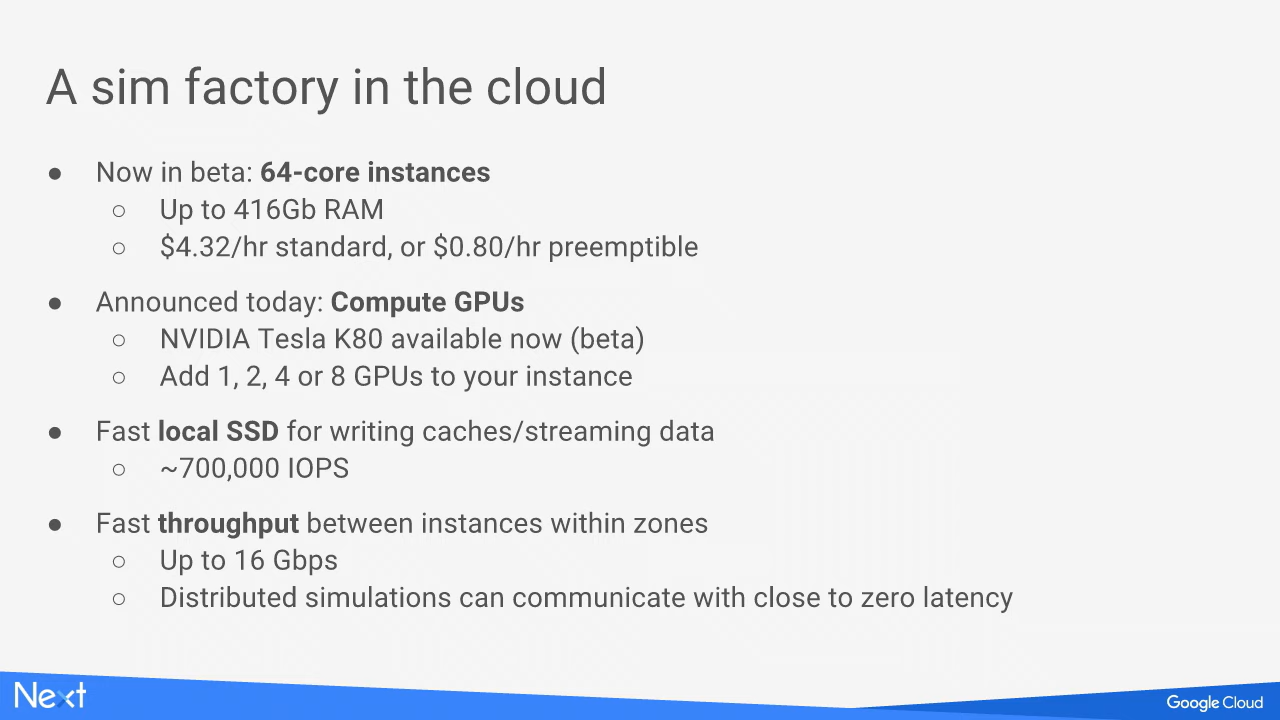 A sim factory in the cloud
● Now in beta: 64-core instances
○ Up to 416Gb RAM
○ $4.32/hr standard, or $0.80/hr preemptible
● Announced today: Compute GPUs
○ NVIDIA Tesla K80 available now (beta)
○ Add 1, 2, 4 or 8 GPUs to your instance
● Fast local SSD for writing caches/streaming data
○ ~700,000 IOPS
● Fast throughput between instances within zones
○ Up to 16 Gbps
○ Distributed simulations can communicate with close to zero latency
Next
Google Cloud